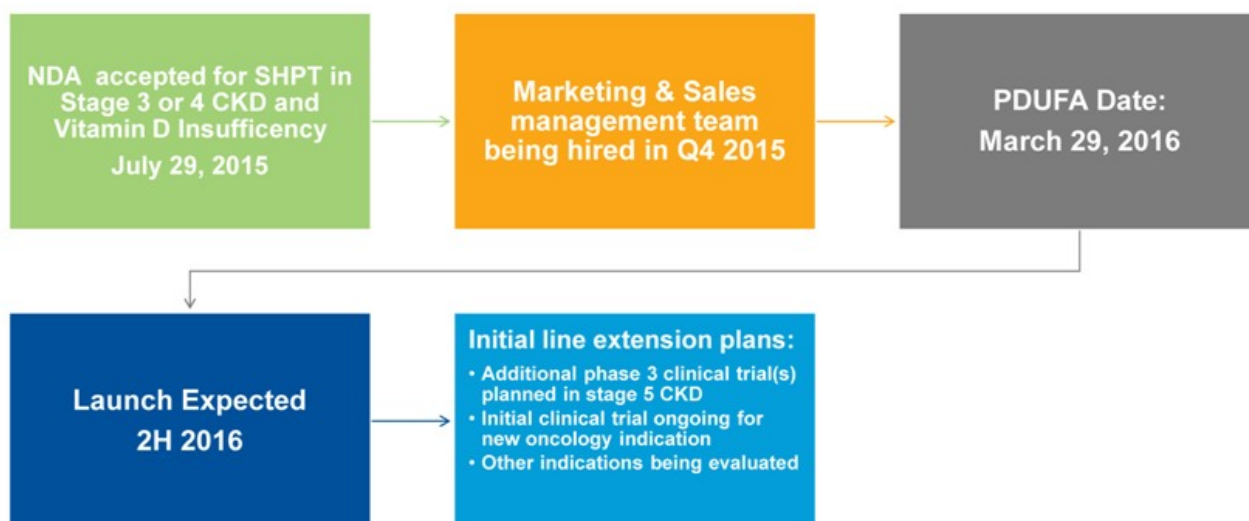 NDA accepted for SHPT in
Stage 3 or 4 CKD and
Vitamin D Insufficency
July 29, 2015
Marketing & Sales
management team
being hired in Q4 2015
PDUFA Date:
March 29, 2016
Launch Expected
2H 2016
Initial line extension plans:
• Additional phase 3 clinical trial(s)
planned in stage 5 CKD
• Initial clinical trial ongoing for
new oncology indication
• Other indications being evaluated